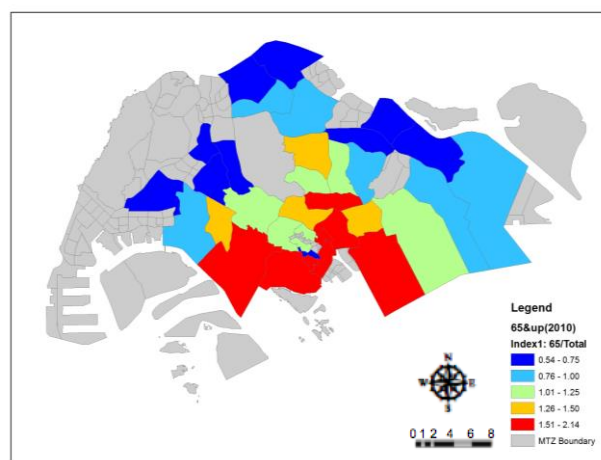 Legend
65&up(2010)
Index1: 65/Total
0.54 - 0.75
0.76 - 1.00
1.01 - 1.25
1.26 - 1.50
1.51 - 2.14
MTZ Boundary
N
W E
S
0 1 2 4 6 8